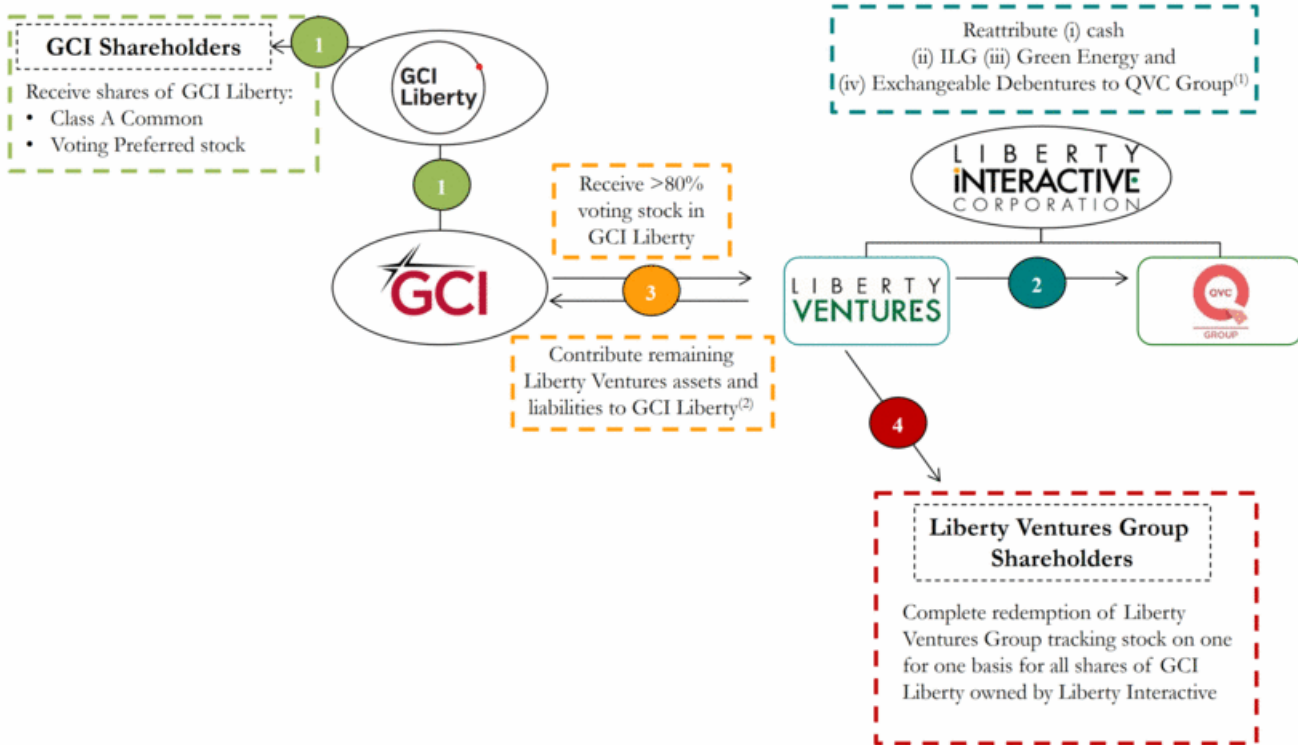 GCI Shareholders
Receive shares of GCI Liberty:
• Class A Common
• Voting Preferred stock
1
GCI
Liberty
1
GCI
Receive >80%
voting stock in
GCI Liberty
3
Contribute remaining
Liberty Ventures assets and
liabilities to GCI Liberty(2)
Reattribute (i) cash
(ii) ILG (iii) Green Energy and
(iv) Exchangeable Debentures to QVC Group(1)
LIBERTY
iNTERACTIVE
CORPORATION
LIBERTY
VENTURES
2
QVC
GROUP
4
Liberty Ventures Group
Shareholders
Complete redemption of Liberty
Ventures Group tracking stock on one
for one basis for all shares of GCI
Liberty owned by Liberty Interactive